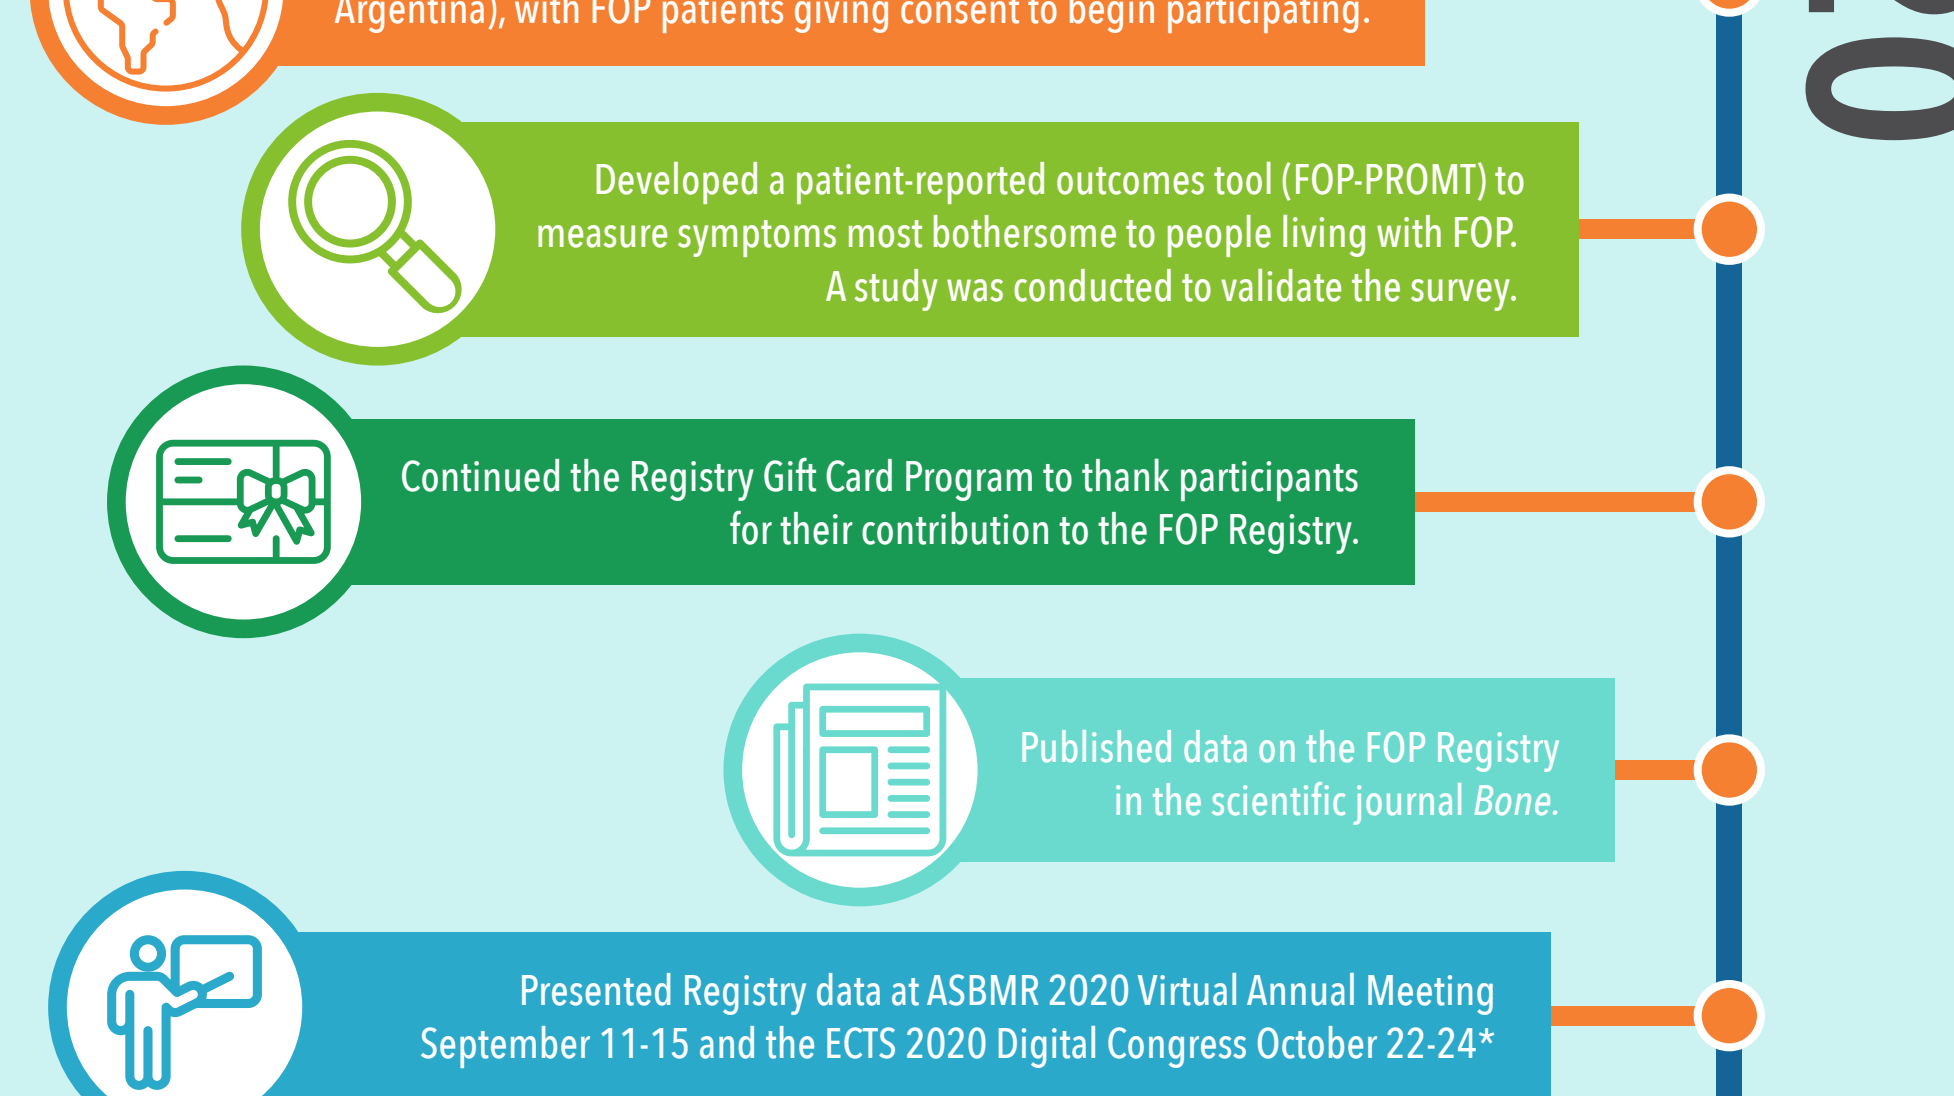 Argentina), with FOP patients giving consent to begin participating.
Developed a patient-reported outcomes tool (FOP-PROMT) to
measure symptoms most bothersome to people living with FOP.
A study was conducted to validate the survey.
Continued the Registry Gift Card Program to thank participants
for their contribution to the FOP Registry.
Published data on the FOP Registry
in the scientific journal Bone.
Presented Registry data at ASBMR 2020 Virtual Annual Meeting
September 11-15 and the ECTS 2020 Digital Congress October 22-24*